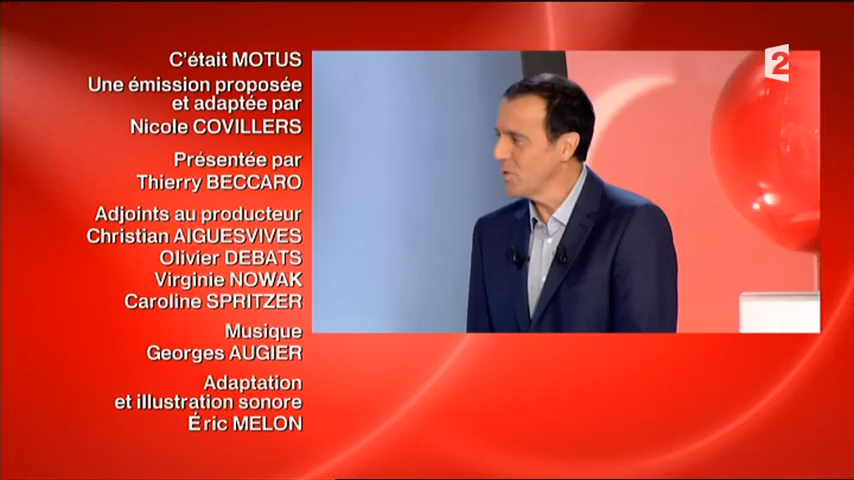 C'était MOTUS
Une émission proposée
et adaptée par
Nicole COVILLERS
Présentée par
Thierry BECCARO
Adjoints au producteur
Christian AIGUESVIVES
Olivier DEBATS
Virginie NOWAK
Caroline SPRITZER
Musique
Georges AUGIER
Adaptation
et illustration sonore
Éric MELON
2